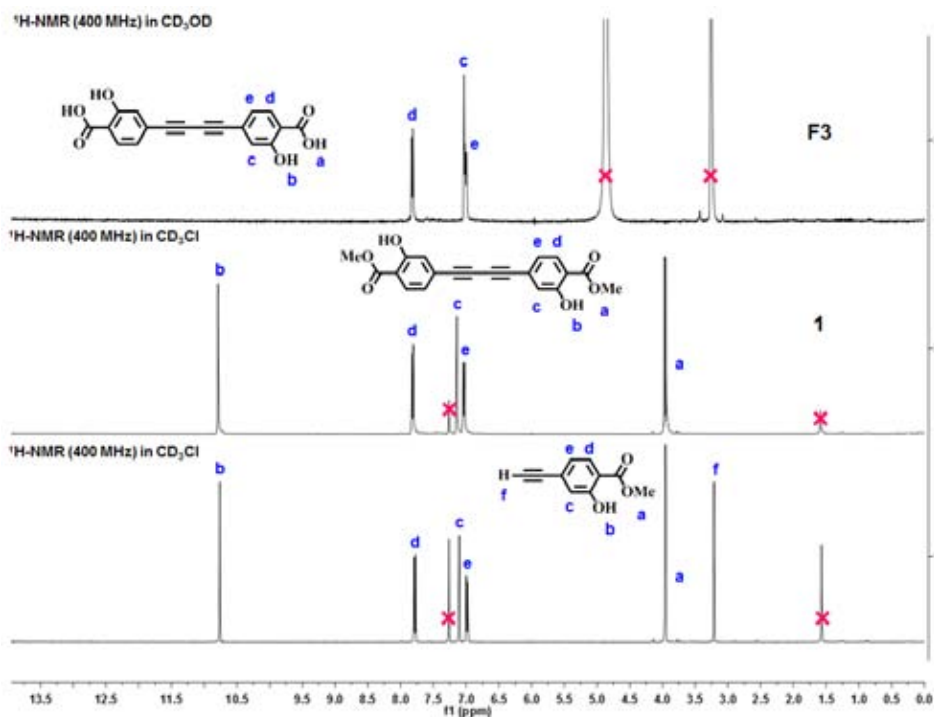 ¹H-NMR (400 MHz) in CD₃OD
HO
HO
O
e d
O
OH a
c OH
b
d
c
e
F3
¹H-NMR (400 MHz) in CD₃Cl
b
HO
MeO
O
e d
O
OMe
a
c OH
b
d
c
e
a
1
¹H-NMR (400 MHz) in CD₃Cl
b
H
f
e d
O
OMe
a
c OH
b
d
c
e
a
f
13.5 12.5 11.5 10.5 9.5 9.0 8.5 8.0 7.5 7.0 6.5 6.0 5.5 5.0 4.5 4.0 3.5 3.0 2.5 2.0 1.5 1.0 0.5 0.0
f1 (ppm)